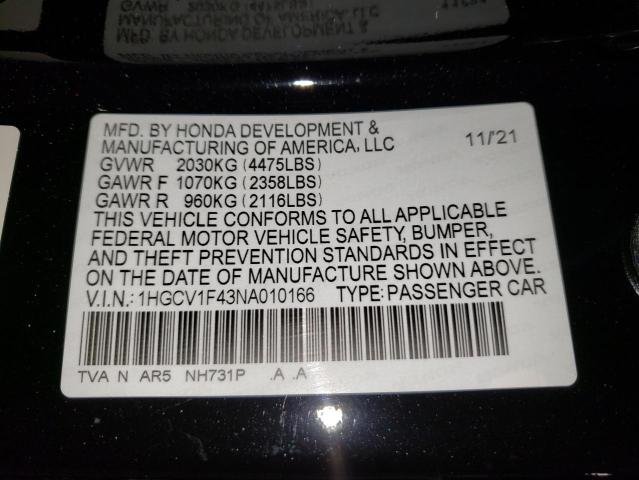 MFD. BY HONDA DEVELOPMENT &
MANUFACTURING OF AMERICA, LLC 11/'21
GVWR 2030KG (4475LBS)
GAWR F 1070KG (2358LBS)
GAWR R 960KG (2116LBS)
THIS VEHICLE CONFORMS TO ALL APPLICABLE
FEDERAL MOTOR VEHICLE SAFETY, BUMPER,
AND THEFT PREVENTION STANDARDS IN EFFECT
ON THE DATE OF MANUFACTURE SHOWN ABOVE.
V.I.N.: 1HGCV1F43NA010166 TYPE: PASSENGER CAR
TVA N AR5 NH731P .A .A